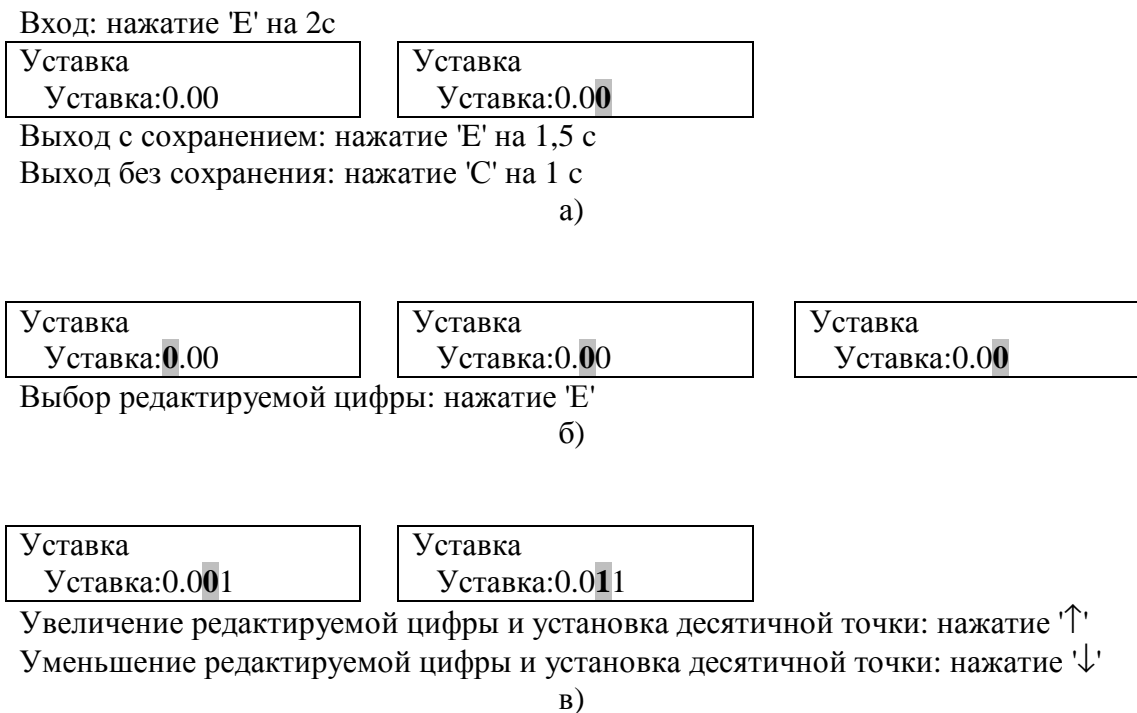 Вход: нажатие 'E' на 2с
Уставка Уставка
Уставка:0.00 Уставка:0.00
Выход с сохранением: нажатие 'E' на 1,5 с
Выход без сохранения: нажатие 'C' на 1 с
а)
Уставка Уставка Уставка
Уставка:0.00 Уставка:0.00 Уставка:0.00
Выбор редактируемой цифры: нажатие 'E'
б)
Уставка Уставка
Уставка:0.001 Уставка:0.011
Увеличение редактируемой цифры и установка десятичной точки: нажатие '↑'
Уменьшение редактируемой цифры и установка десятичной точки: нажатие '↓'
в)